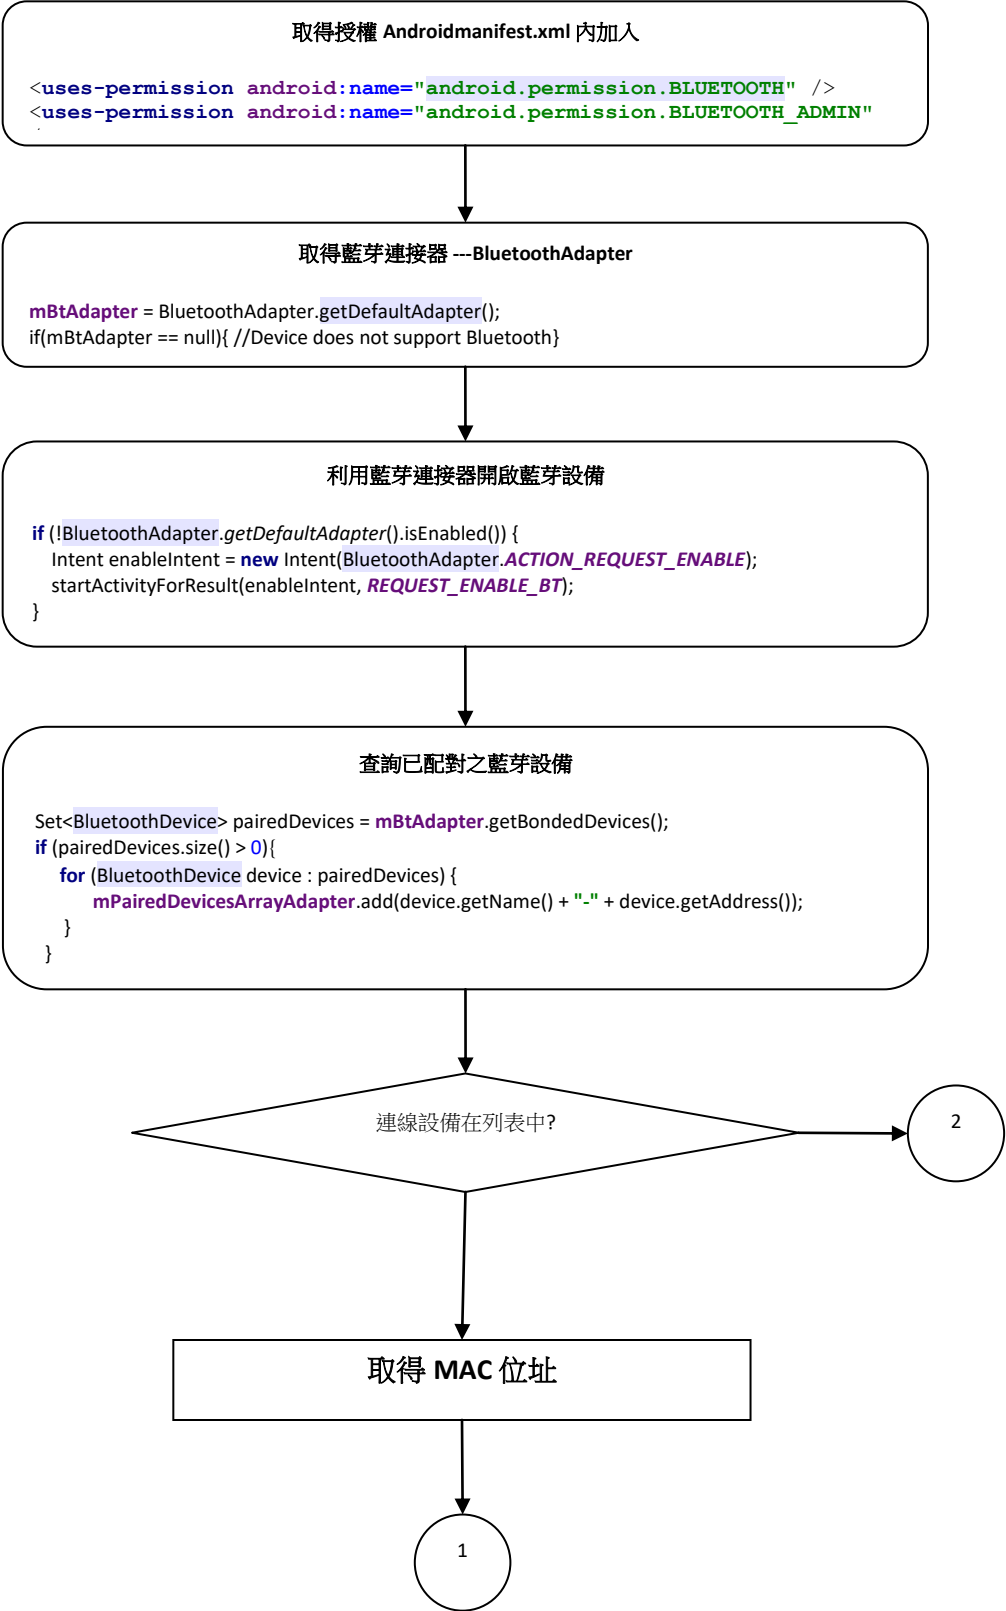 取得授權 Androidmanifest.xml 內加入
<uses-permission android:name="android.permission.BLUETOOTH" />
<uses-permission android:name="android.permission.BLUETOOTH_ADMIN"
取得藍芽連接器 ---BluetoothAdapter
mBtAdapter = BluetoothAdapter.getDefaultAdapter();
if(mBtAdapter == null){ //Device does not support Bluetooth}
利用藍芽連接器開啟藍芽設備
if (!BluetoothAdapter.getDefaultAdapter().isEnabled()) {
Intent enableIntent = new Intent(BluetoothAdapter.ACTION_REQUEST_ENABLE);
startActivityForResult(enableIntent, REQUEST_ENABLE_BT);
}
查詢已配對之藍芽設備
Set<BluetoothDevice> pairedDevices = mBtAdapter.getBondedDevices();
if (pairedDevices.size() > 0){
for (BluetoothDevice device : pairedDevices) {
mPairedDevicesArrayAdapter.add(device.getName() + "-" + device.getAddress());
}
}
連線設備在列表中?
2
取得 MAC 位址
1